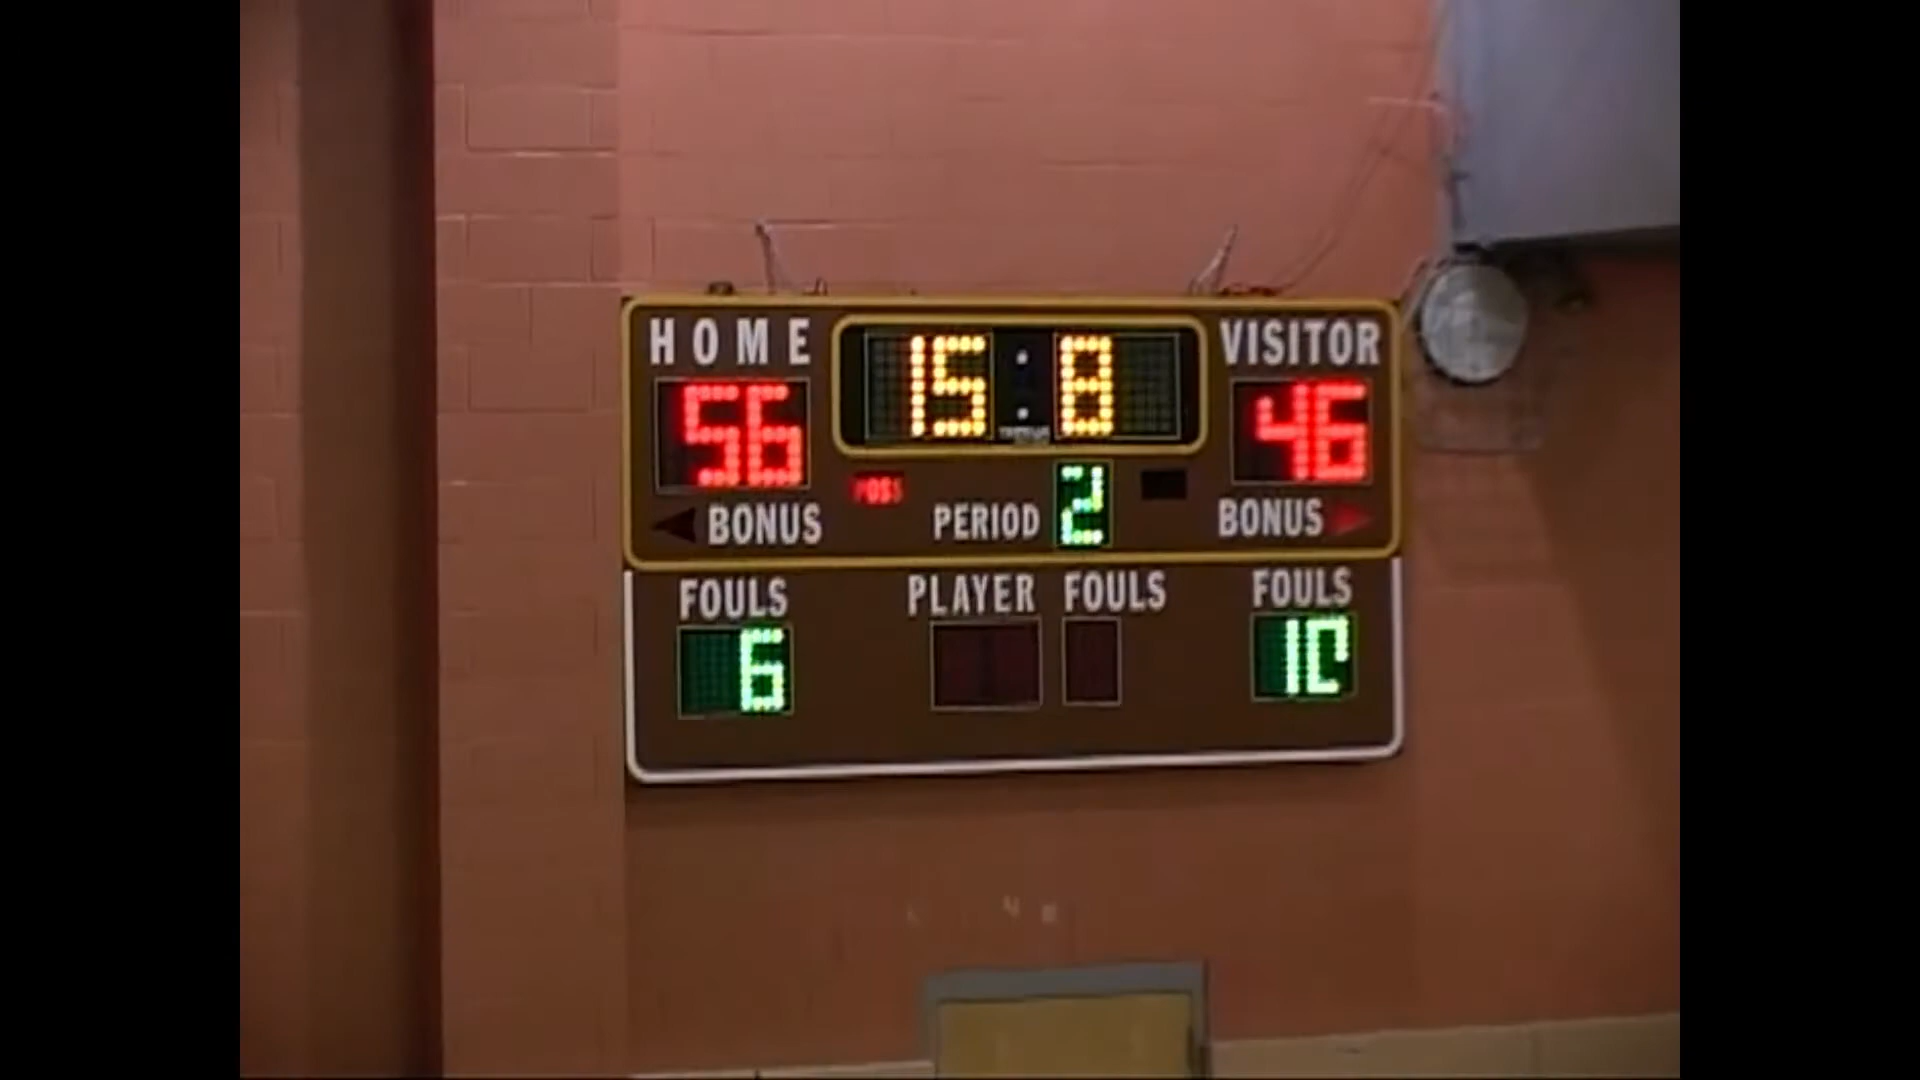 HOME 15:8 VISITOR
56 46
POSS
BONUS PERIOD 2 BONUS
FOULS PLAYER FOULS FOULS
6 10